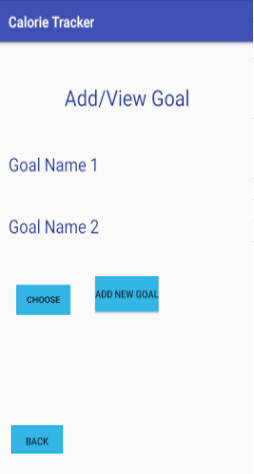 Calorie Tracker
Add/View Goal
Goal Name 1
Goal Name 2
CHOOSE
ADD NEW GOAL
BACK